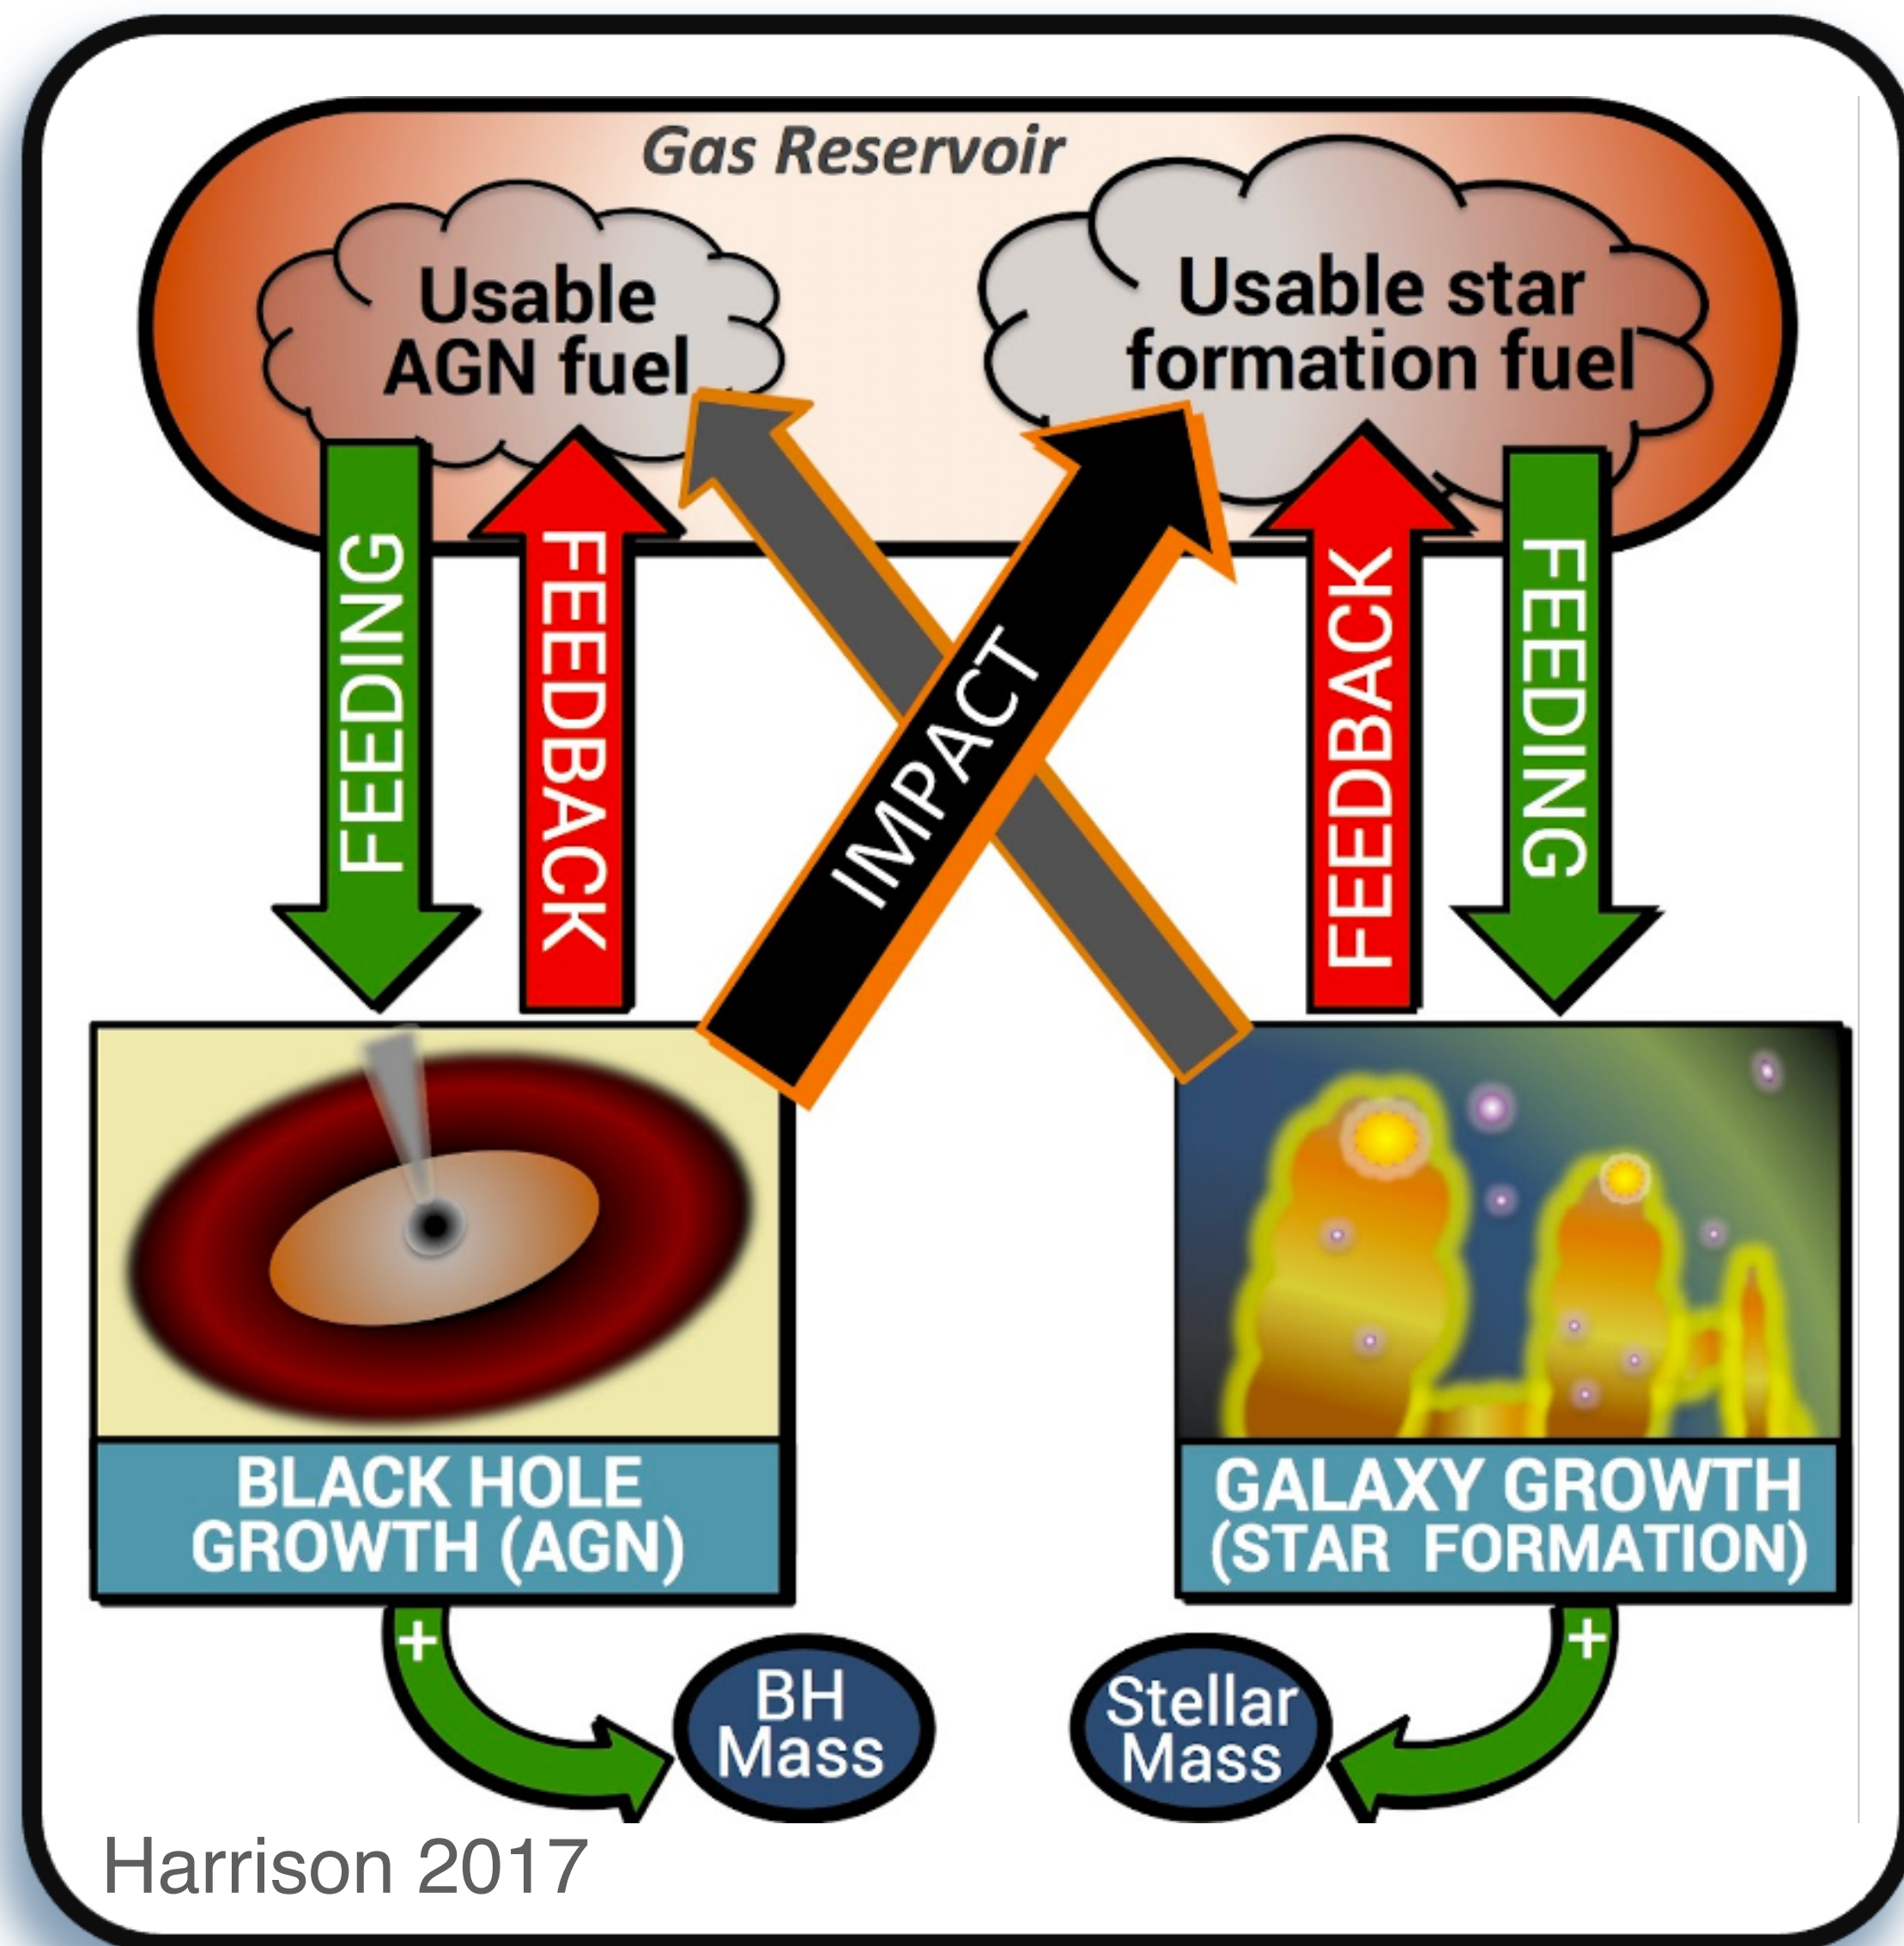 Gas Reservoir
Usable
AGN fuel
Usable star
formation fuel
FEEDING
FEEDBACK
IMPACT
FEEDBACK
FEEDING
BLACK HOLE
GROWTH (AGN)
GALAXY GROWTH
(STAR FORMATION)
+
+
BH
Mass
Stellar
Mass
Harrison 2017